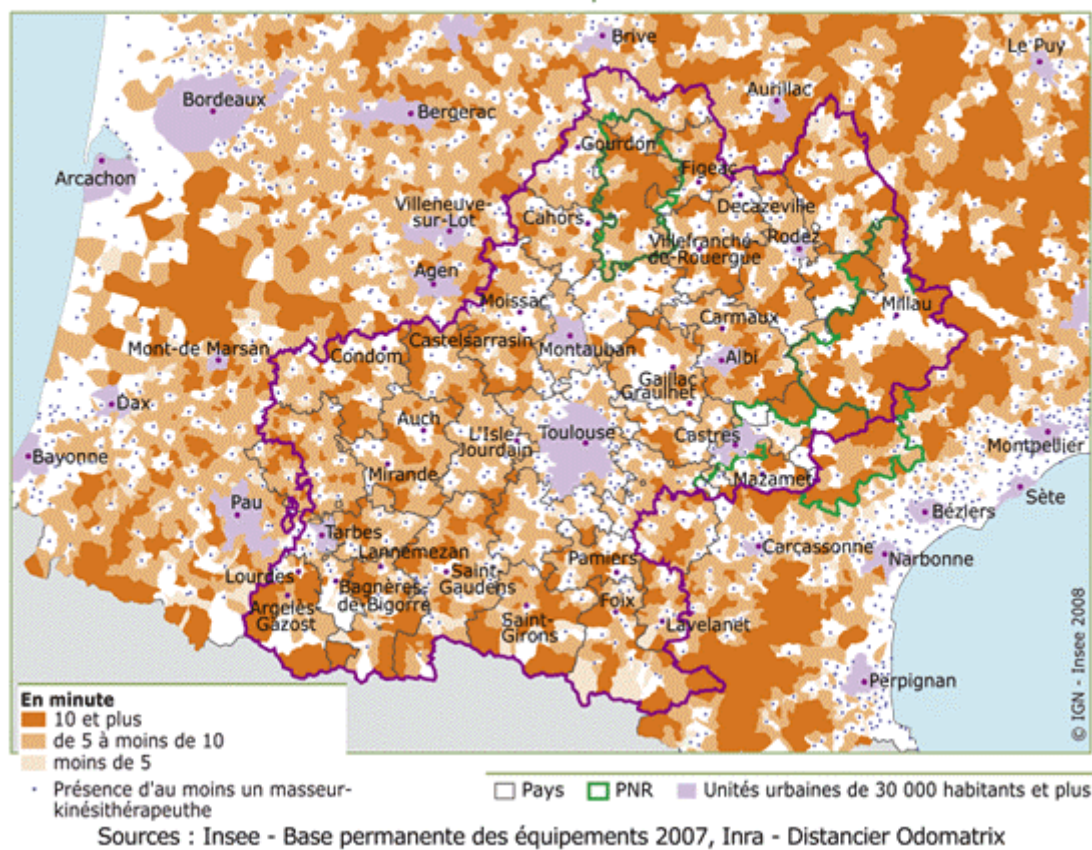 Brive
Le Puy
Aurillac
Bordeaux
Bergerac
Gourdon
Arcachon
Figeac
Decazeville
Villeneuve-
sur-Lot
Cahors
Villefranche-
de-Rouergue
Rodez
Agen
Moissac
Millau
Carmaux
Mont-de Marsan
Condom
Castelsarrasin
Montauban
Albi
Gaillac
Graulhet
Dax
Auch
L'Isle
Jourdain
Toulouse
Castres
Montpellier
Bayonne
Mirande
Mazamet
Sète
Pau
Béziers
Tarbes
Lannemezan
Pamiers
Carcassonne
Narbonne
Lourdes
Bagnères
de-Bigorre
Saint-
Gaudens
Argelès-
Gazost
Foix
Saint-
Girons
Lavelanet
Perpignan
© IGN - Insee 2008
En minute
10 et plus
de 5 à moins de 10
moins de 5
Présence d'au moins un masseur-
kinésithérapeuthe
Pays
PNR
Unités urbaines de 30 000 habitants et plus
Sources : Insee - Base permanente des équipements 2007, Inra - Distancier Odomatrix